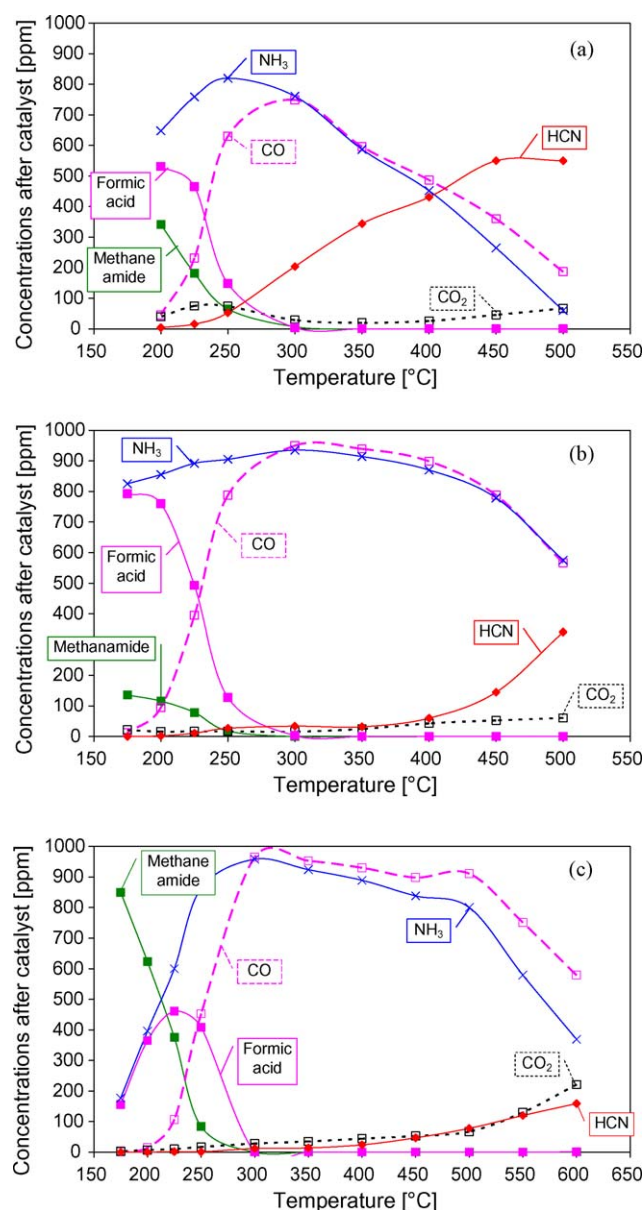 (a)
Concentrations after catalyst [ppm]
1000
900
800
700
600
500
400
300
200
100
0
NH₃
CO
HCN
Formic
acid
Methane
amide
CO₂
150 200 250 300 350 400 450 500 550
Temperature [°C]
(b)
Concentrations after catalyst [ppm]
1000
900
800
700
600
500
400
300
200
100
0
NH₃
Formic
acid
CO
Methanamide
HCN
CO₂
150 200 250 300 350 400 450 500 550
Temperature [°C]
(c)
Concentrations after catalyst [ppm]
1000
900
800
700
600
500
400
300
200
100
0
Methane
amide
CO
NH₃
Formic
acid
CO₂
HCN
150 200 250 300 350 400 450 500 550 600 650
Temperature [°C]